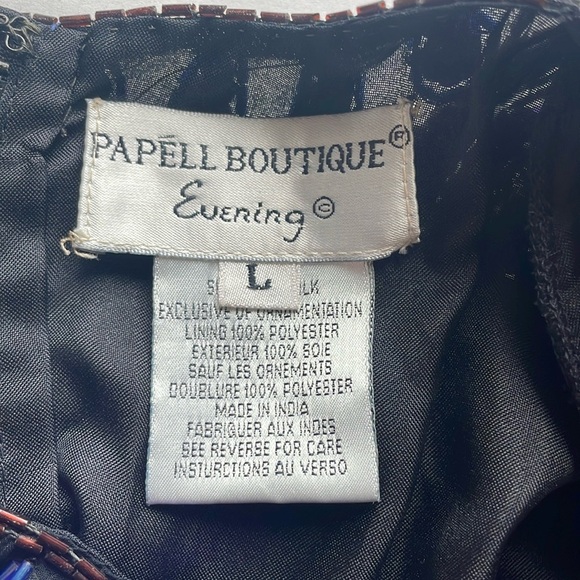 PAPÉLL BOUTIQUE®
Evening ©
L
EXCLUSIVE OF ORNAMENTATION
LINING 100% POLYESTER
EXTERIEUR 100% SOIE
SAUF LES ORNEMENTS
DOUBLURE 100% POLYESTER
MADE IN INDIA
FABRIQUER AUX INDES
SEE REVERSE FOR CARE
INSTURCTIONS AU VERSO